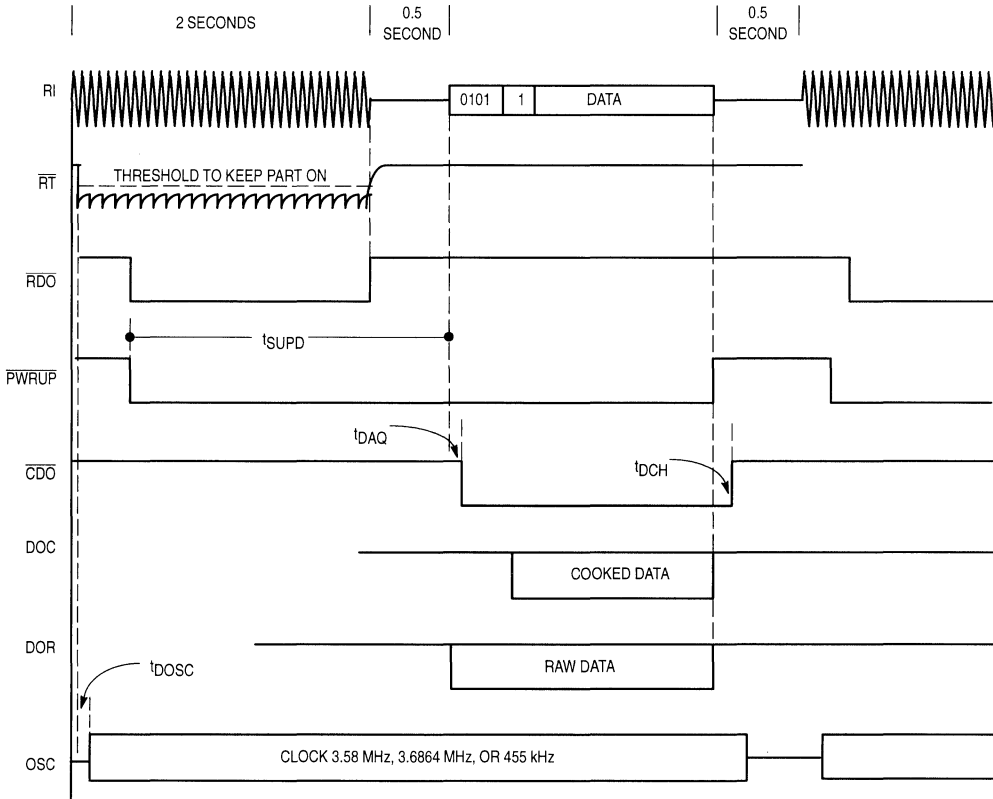 2 SECONDS
0.5
SECOND
0.5
SECOND
RI
0101
1
DATA
RT
THRESHOLD TO KEEP PART ON
RDO
tSUPD
PWRUP
tDAQ
CDO
tDCH
DOC
COOKED DATA
DOR
RAW DATA
tDOSC
OSC
CLOCK 3.58 MHz, 3.6864 MHz, OR 455 kHz